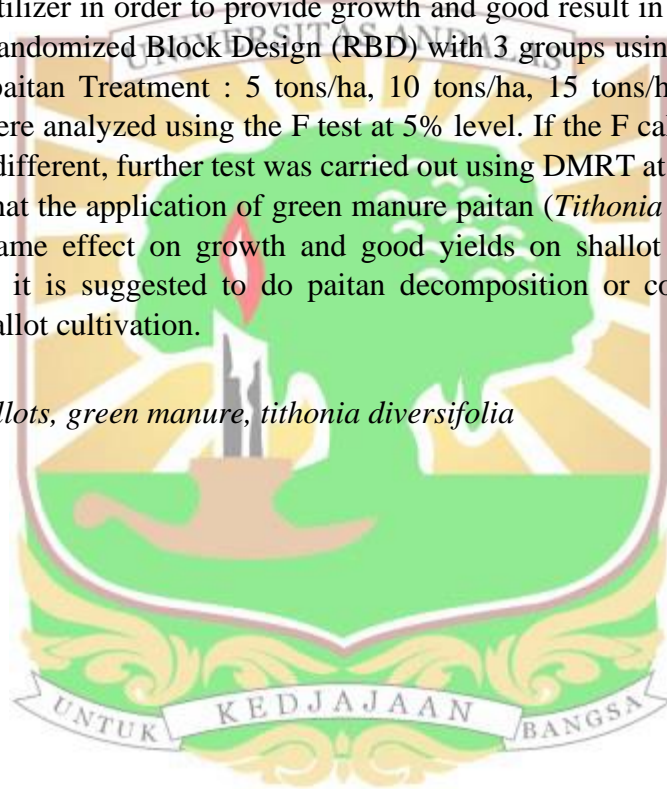 tilizer in order to provide growth and good result in
andomized Block Design (RBD) with 3 groups usin
UNIVERSITAS ANDALAS
paitan Treatment : 5 tons/ha, 10 tons/ha, 15 tons/h
ere analyzed using the F test at 5% level. If the F cal
different, further test was carried out using DMRT at
hat the application of green manure paitan (Tithonia
ame effect on growth and good yields on shallot
it is suggested to do paitan decomposition or co
allot cultivation.
llots, green manure, tithonia diversifolia
UNTUK KEDJAJAAN BANGSA